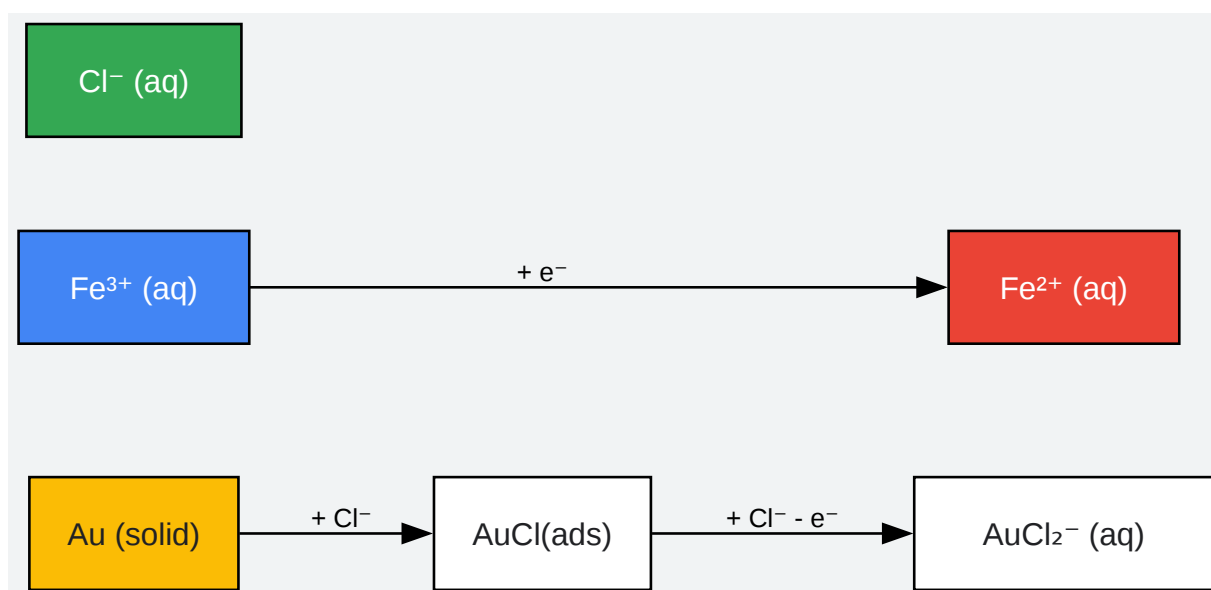 Cl⁻ (aq)
+ e⁻
Fe³⁺ (aq)
Fe²⁺ (aq)
+ Cl⁻
+ Cl⁻ - e⁻
Au (solid)
AuCl(ads)
AuCl₂⁻ (aq)